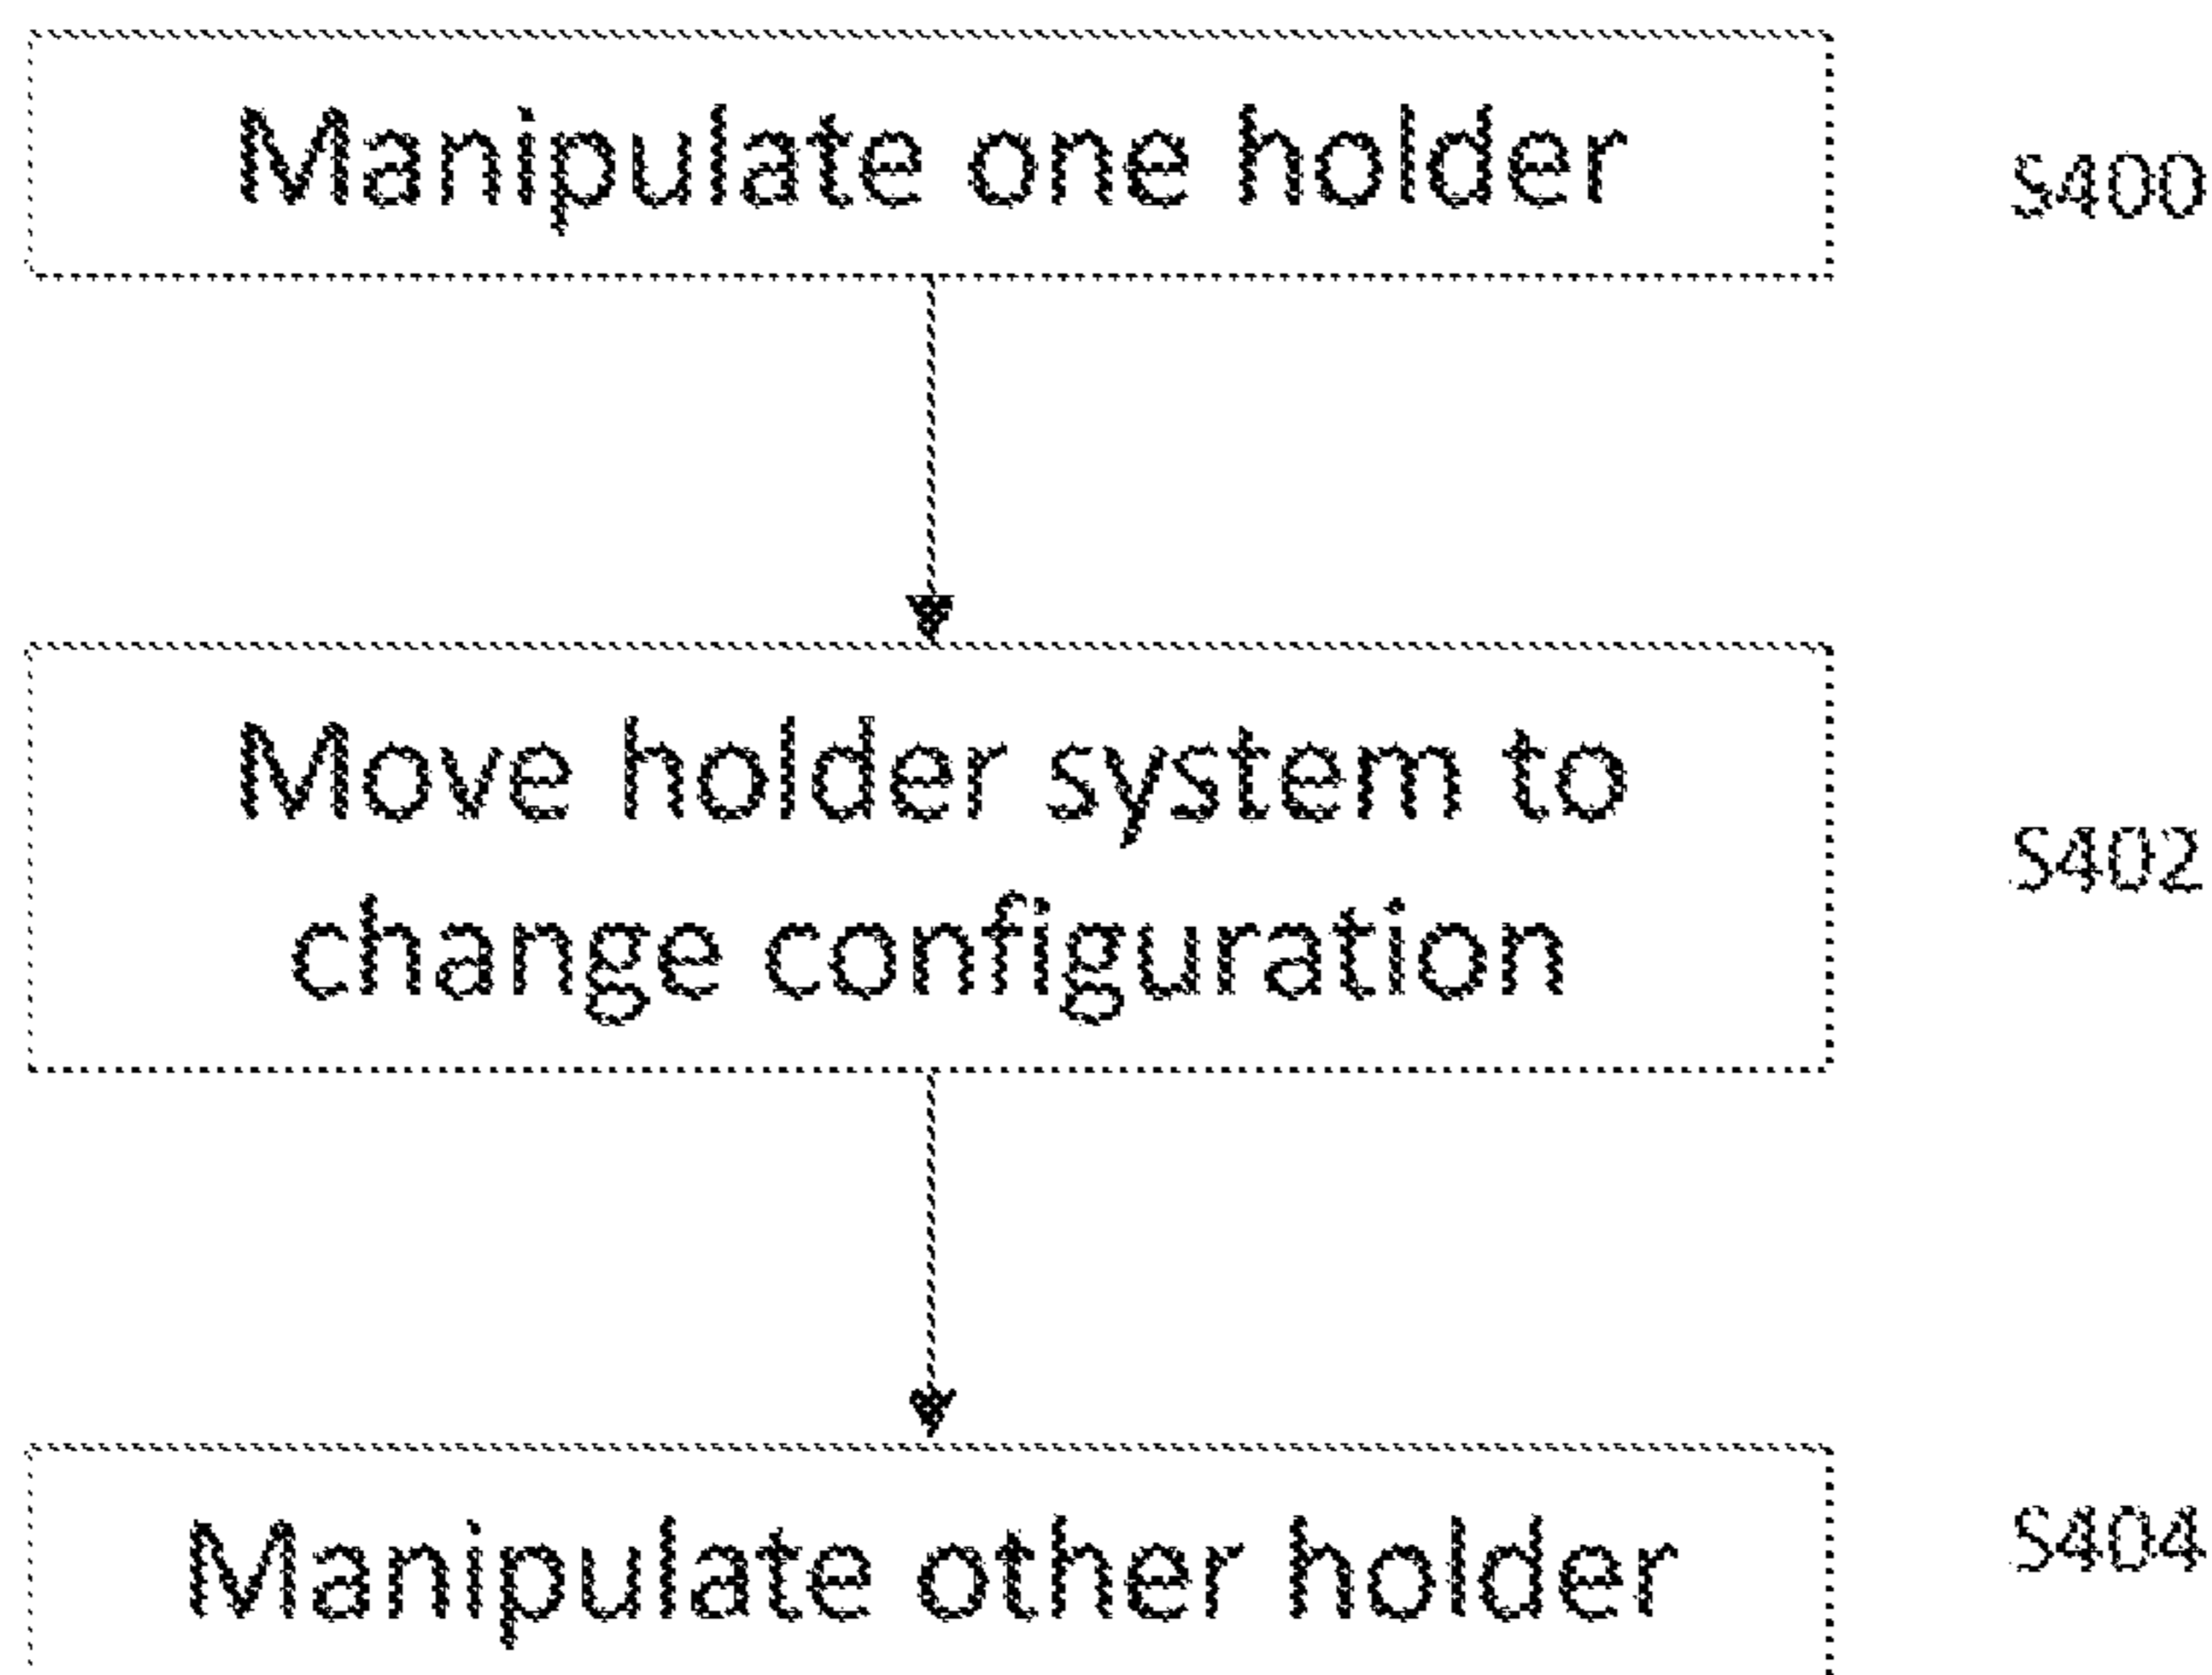 Manipulate one holder
S400
Move holder system to
change configuration
S402
Manipulate other holder
S404